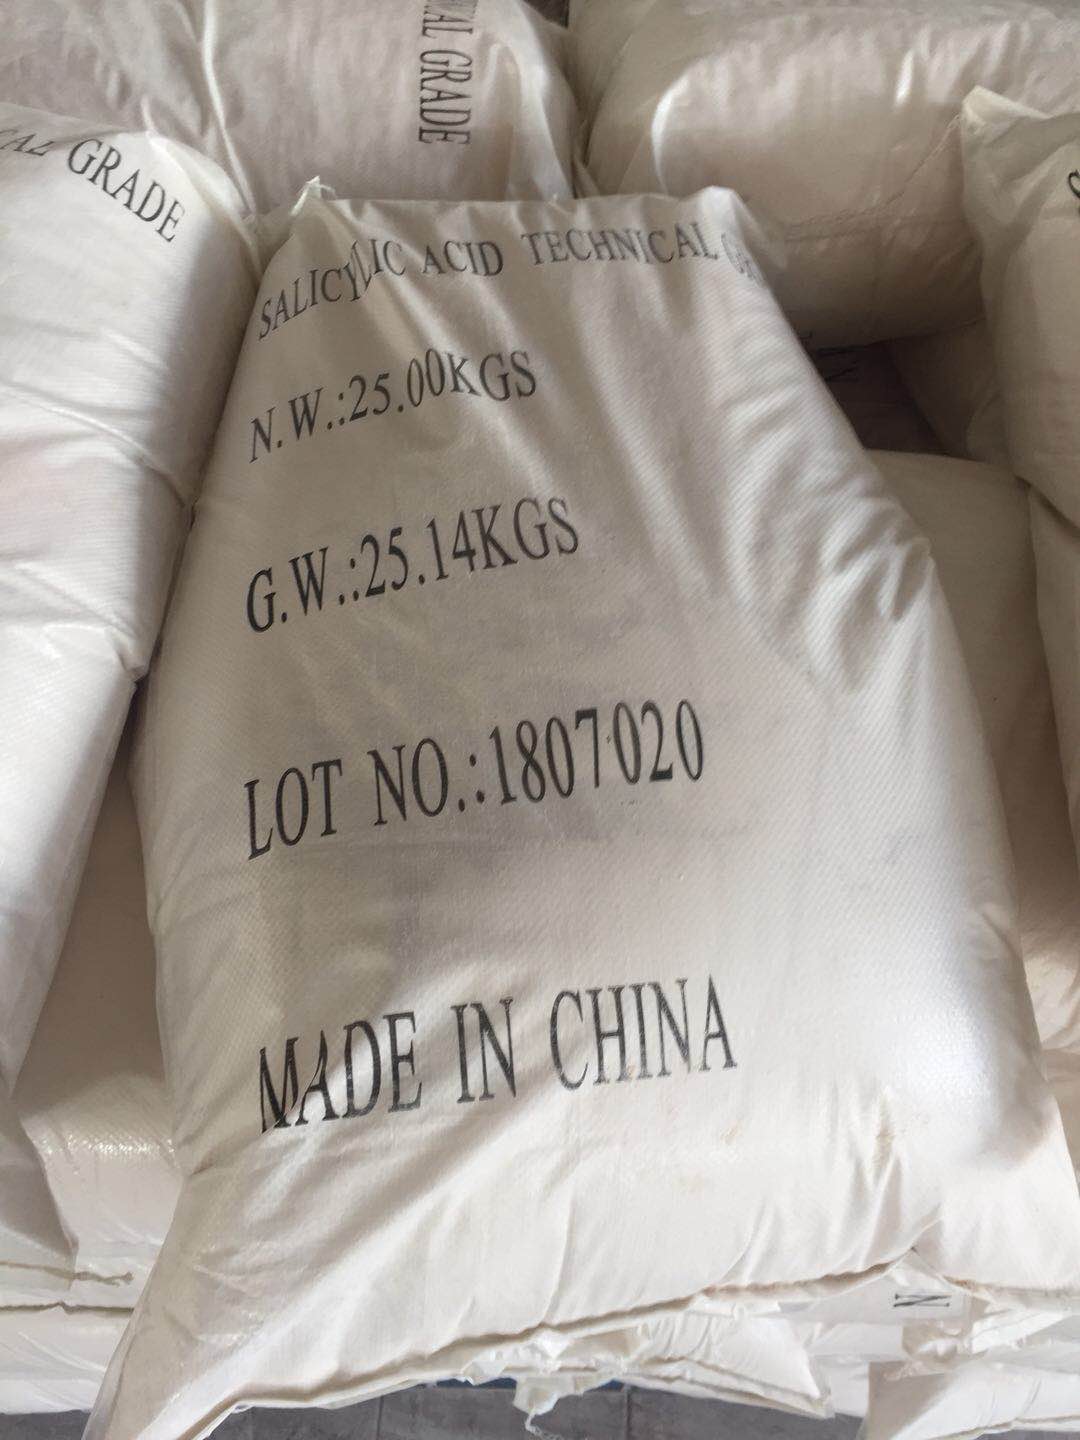 GRADE
GRADE
SALICYLIC ACID TECHNICAL
N.W.:25.00KGS
G.W.:25.14KGS
LOT NO.:1807020
MADE IN CHINA
N